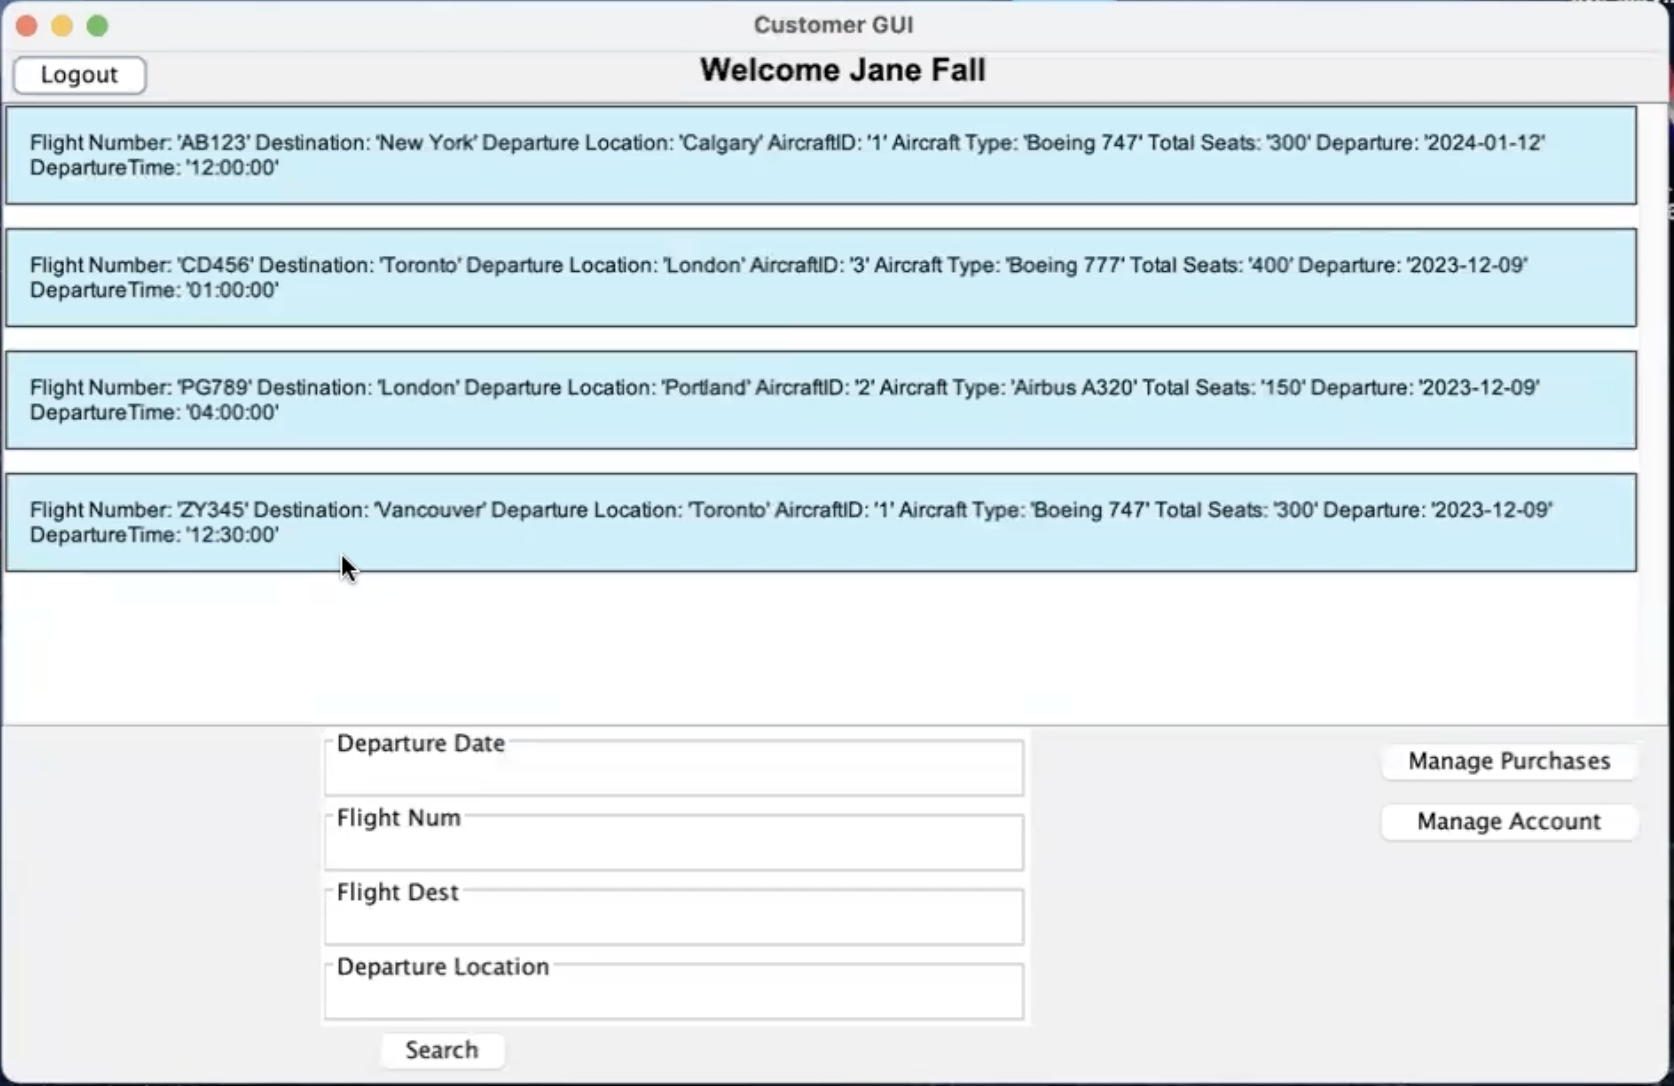 Customer GUI
Logout
Welcome Jane Fall
Flight Number: 'AB123' Destination: 'New York' Departure Location: 'Calgary' AircraftID: '1' Aircraft Type: 'Boeing 747' Total Seats: '300' Departure: '2024-01-12'
DepartureTime: '12:00:00'
Flight Number: 'CD456' Destination: 'Toronto' Departure Location: 'London' AircraftID: '3' Aircraft Type: 'Boeing 777' Total Seats: '400' Departure: '2023-12-09'
DepartureTime: '01:00:00'
Flight Number: 'PG789' Destination: 'London' Departure Location: 'Portland' AircraftID: '2' Aircraft Type: 'Airbus A320' Total Seats: '150' Departure: '2023-12-09'
DepartureTime: '04:00:00'
Flight Number: 'ZY345' Destination: 'Vancouver' Departure Location: 'Toronto' AircraftID: '1' Aircraft Type: 'Boeing 747' Total Seats: '300' Departure: '2023-12-09'
DepartureTime: '12:30:00'
Departure Date
Flight Num
Flight Dest
Departure Location
Search
Manage Purchases
Manage Account